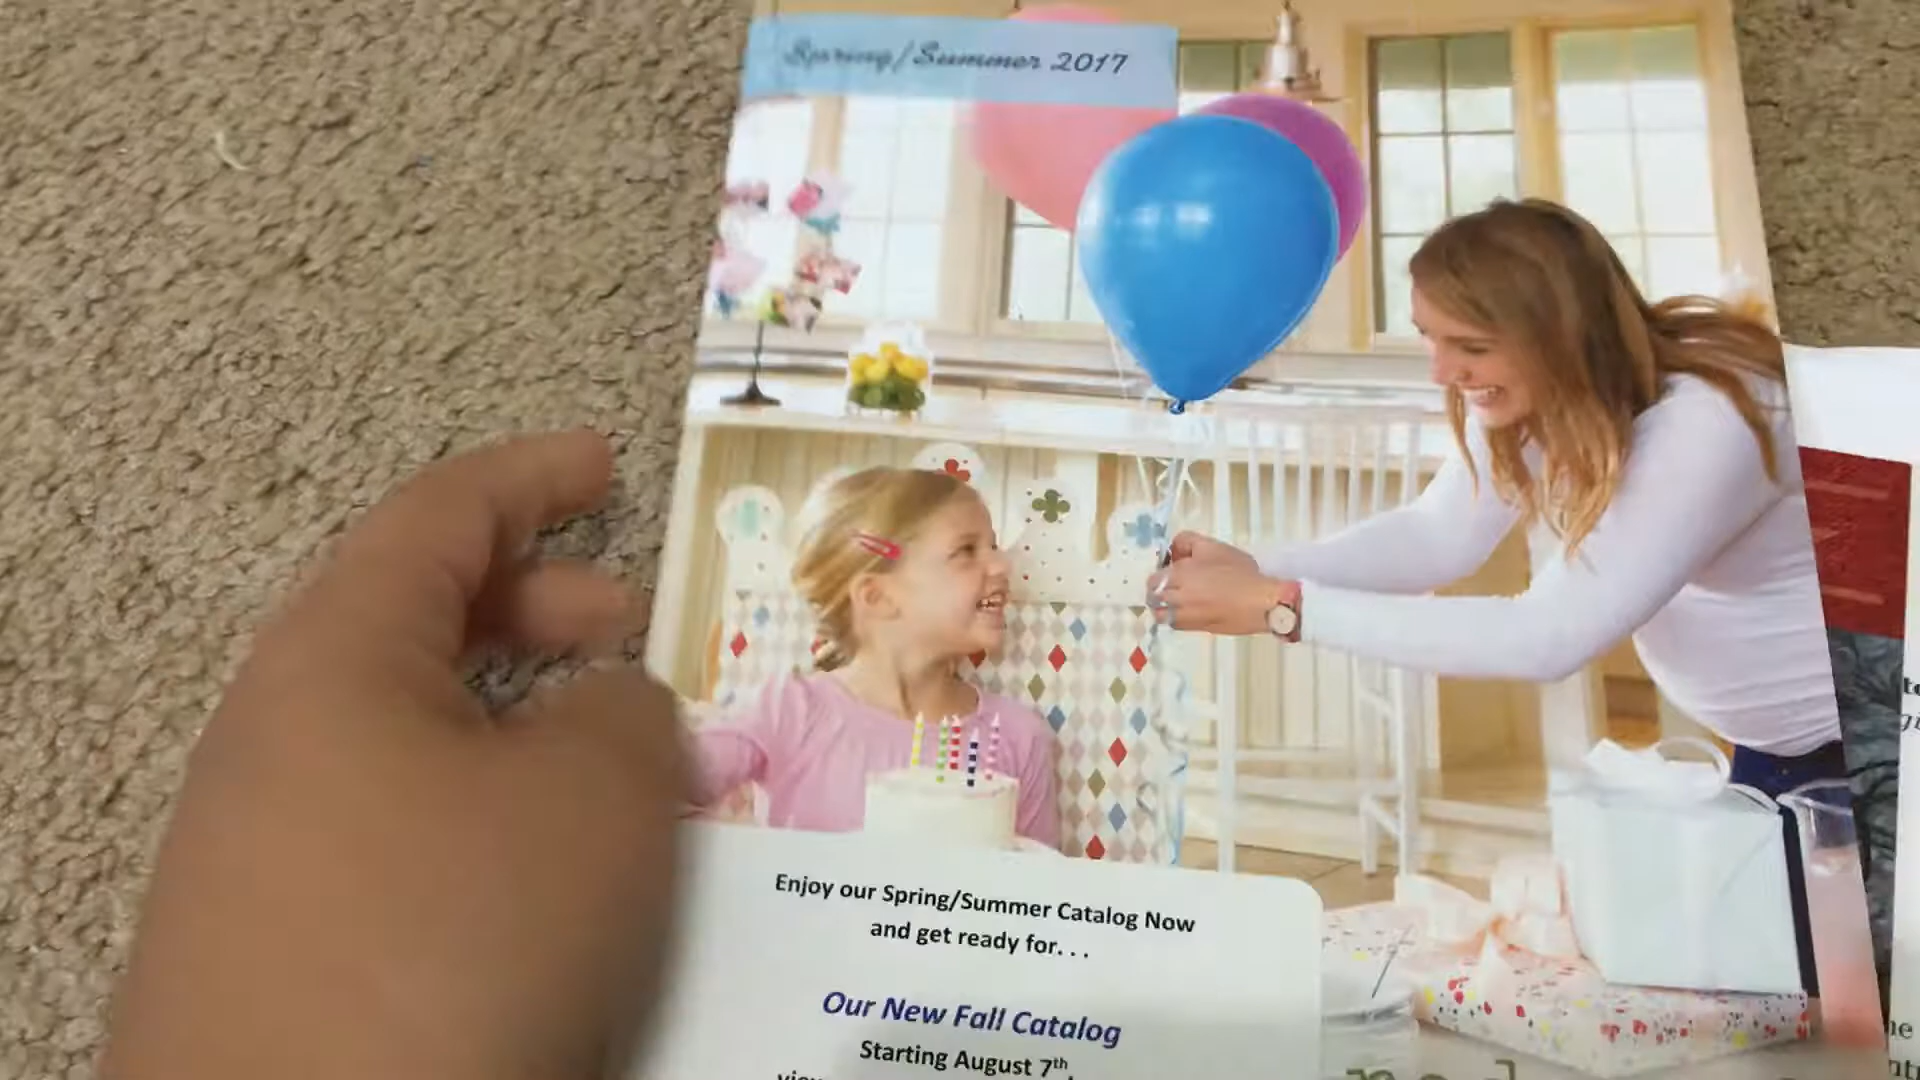 Spring/Summer 2017
Enjoy our Spring/Summer Catalog Now
and get ready for. . .
Our New Fall Catalog
Starting August 7th,